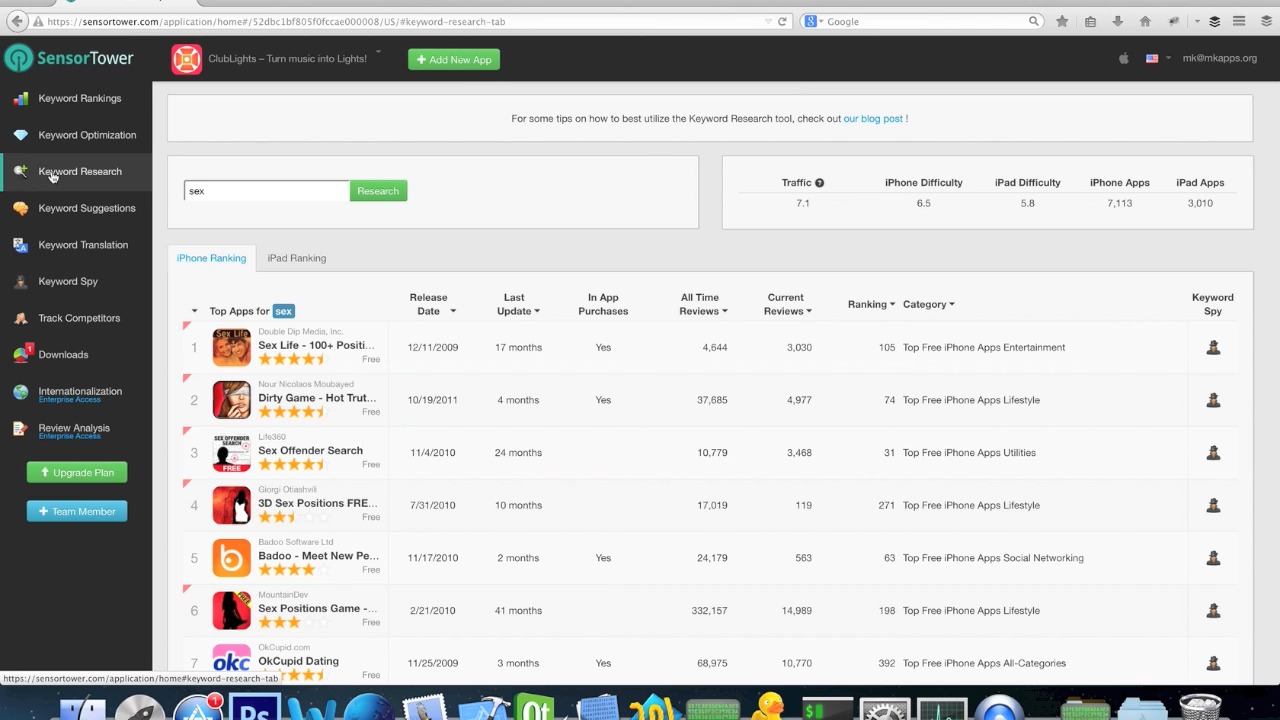 https://sensortower.com/application/home#/52dbc1bf805f0fccae000008/US/#keyword-research-tab
Google
SensorTower
ClubLights – Turn music into Lights!
+ Add New App
mk@mkapps.org
Keyword Rankings
Keyword Optimization
Keyword Research
Keyword Suggestions
Keyword Translation
Keyword Spy
Track Competitors
1
Downloads
Internationalization
Enterprise Access
Review Analysis
Enterprise Access
Upgrade Plan
+ Team Member
For some tips on how to best utilize the Keyword Research tool, check out our blog post !
sex
Research
Traffic ? iPhone Difficulty iPad Difficulty iPhone Apps iPad Apps
7.1 6.5 5.8 7,113 3,010
iPhone Ranking iPad Ranking
Top Apps for sex Release Date Last Update In App Purchases All Time Reviews Current Reviews Ranking Category Keyword Spy
Double Dip Media, Inc.
1 Sex Life - 100+ Positi... 12/11/2009 17 months Yes 4,644 3,030 105 Top Free iPhone Apps Entertainment
Free
Nour Nicolaos Moubayed
2 Dirty Game - Hot Trut... 10/19/2011 4 months Yes 37,685 4,977 74 Top Free iPhone Apps Lifestyle
Free
Life360
SEX OFFENDER SEARCH
FREE
3 Sex Offender Search 11/4/2010 24 months 10,779 3,468 31 Top Free iPhone Apps Utilities
Free
Giorgi Otiashvili
4 3D Sex Positions FRE... 7/31/2010 10 months 17,019 119 271 Top Free iPhone Apps Lifestyle
Free
Badoo Software Ltd
5 Badoo - Meet New Pe... 11/17/2010 2 months Yes 24,179 563 63 Top Free iPhone Apps Social Networking
Free
MountainDev
6 Sex Positions Game -... 2/21/2010 41 months 332,157 14,989 198 Top Free iPhone Apps Lifestyle
Free
OkCupid.com
okc
7 OkCupid Dating 11/25/2009 3 months Yes 68,975 10,770 392 Top Free iPhone Apps All-Categories
Free
https://sensortower.com/application/home#keyword-research-tab
1
Ps
Qt
$